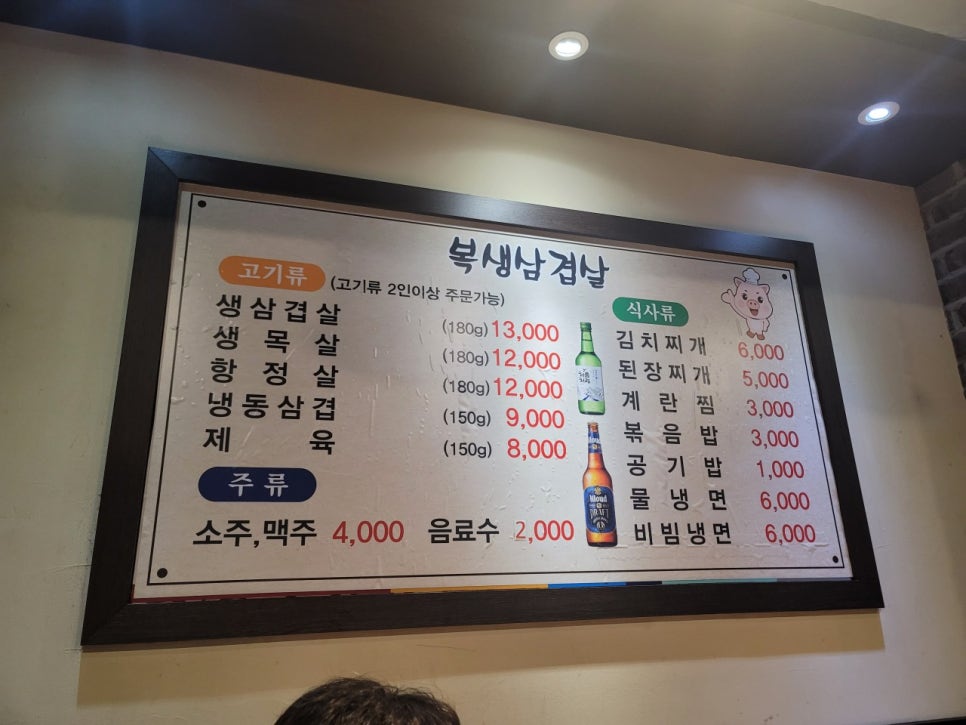 복생삼겹살
고기류 (고기류 2인이상 주문가능)
생삼겹살 (180g) 13,000
생목살 (180g) 12,000
항정살 (180g) 12,000
냉동삼겹 (150g) 9,000
제육 (150g) 8,000
주류
소주,맥주 4,000 음료수 2,000
식사류
김치찌개 6,000
된장찌개 5,000
계란찜 3,000
볶음밥 3,000
공기밥 1,000
물냉면 6,000
비빔냉면 6,000
처음처럼
kloud